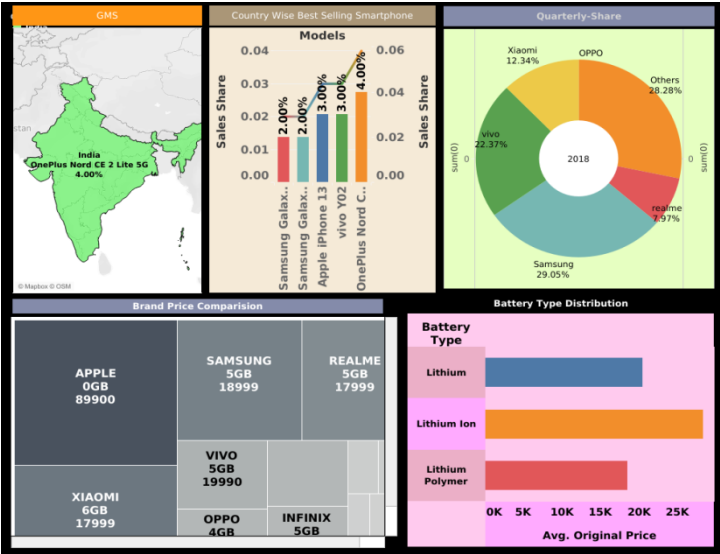 GMS
India
stan
India
OnePlus Nord CE 2 Lite 5G
4.00%
© Mapbox © OSM
Country Wise Best Selling Smartphone
Models
Sales Share
0.04
0.03
0.02
0.01
0.00
2.00%
2.00%
3.00%
3.00%
4.00%
0.06
0.04
0.02
0.00
Sales Share
Samsung Galax..
Samsung Galax..
Apple iPhone 13
vivo Y02
OnePlus Nord C..
Quarterly-Share
sum(0)
0
Xiaomi
12.34%
OPPO
Others
28.28%
vivo
22.37%
2018
realme
7.97%
Samsung
29.05%
0
sum(0)
Brand Price Comparision
APPLE
0GB
89900
SAMSUNG
5GB
18999
REALME
5GB
17999
XIAOMI
6GB
17999
VIVO
5GB
19990
OPPO
4GB
INFINIX
5GB
Battery Type Distribution
Battery
Type
Lithium
Lithium Ion
Lithium
Polymer
0K 5K 10K 15K 20K 25K
Avg. Original Price